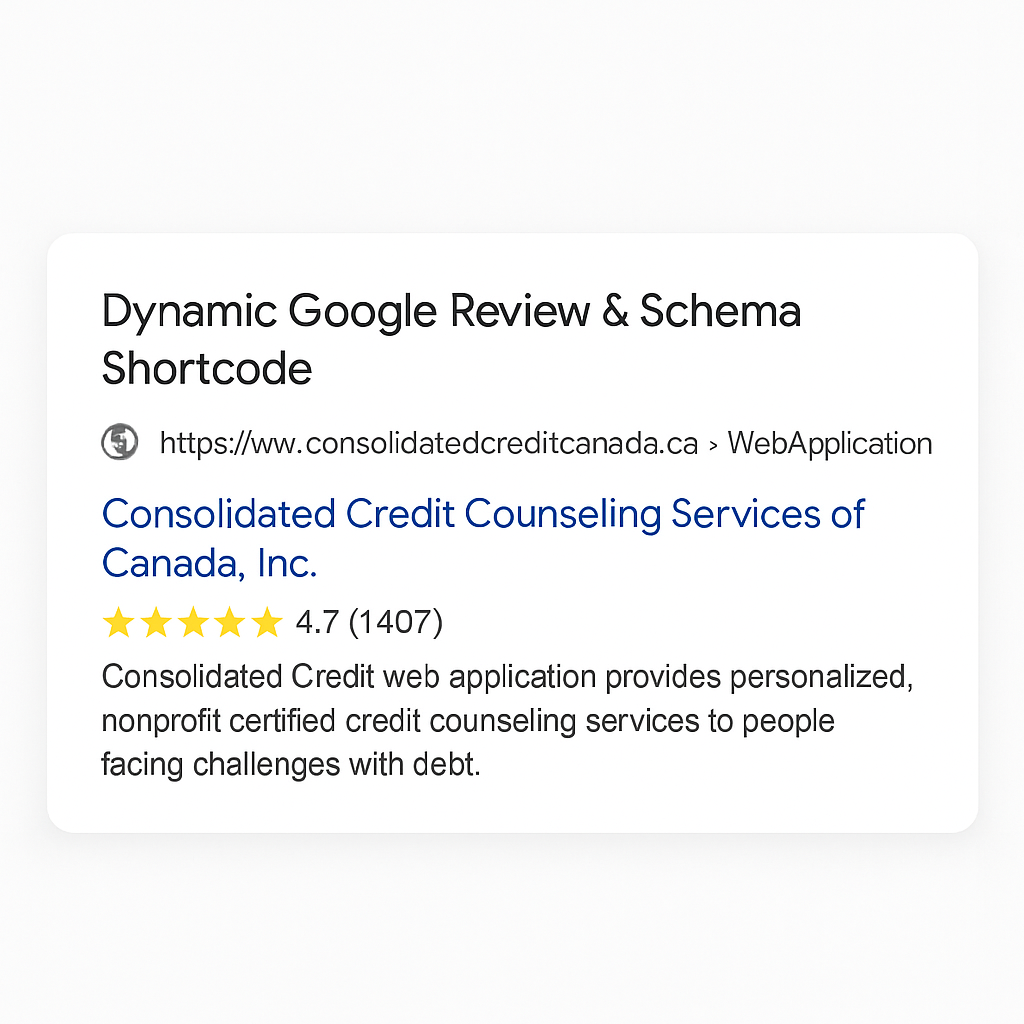 Dynamic Google Review & Schema
Shortcode
https://ww.consolidatedcreditcanada.ca › WebApplication
Consolidated Credit Counseling Services of
Canada, Inc.
4.7 (1407)
Consolidated Credit web application provides personalized,
nonprofit certified credit counseling services to people
facing challenges with debt.